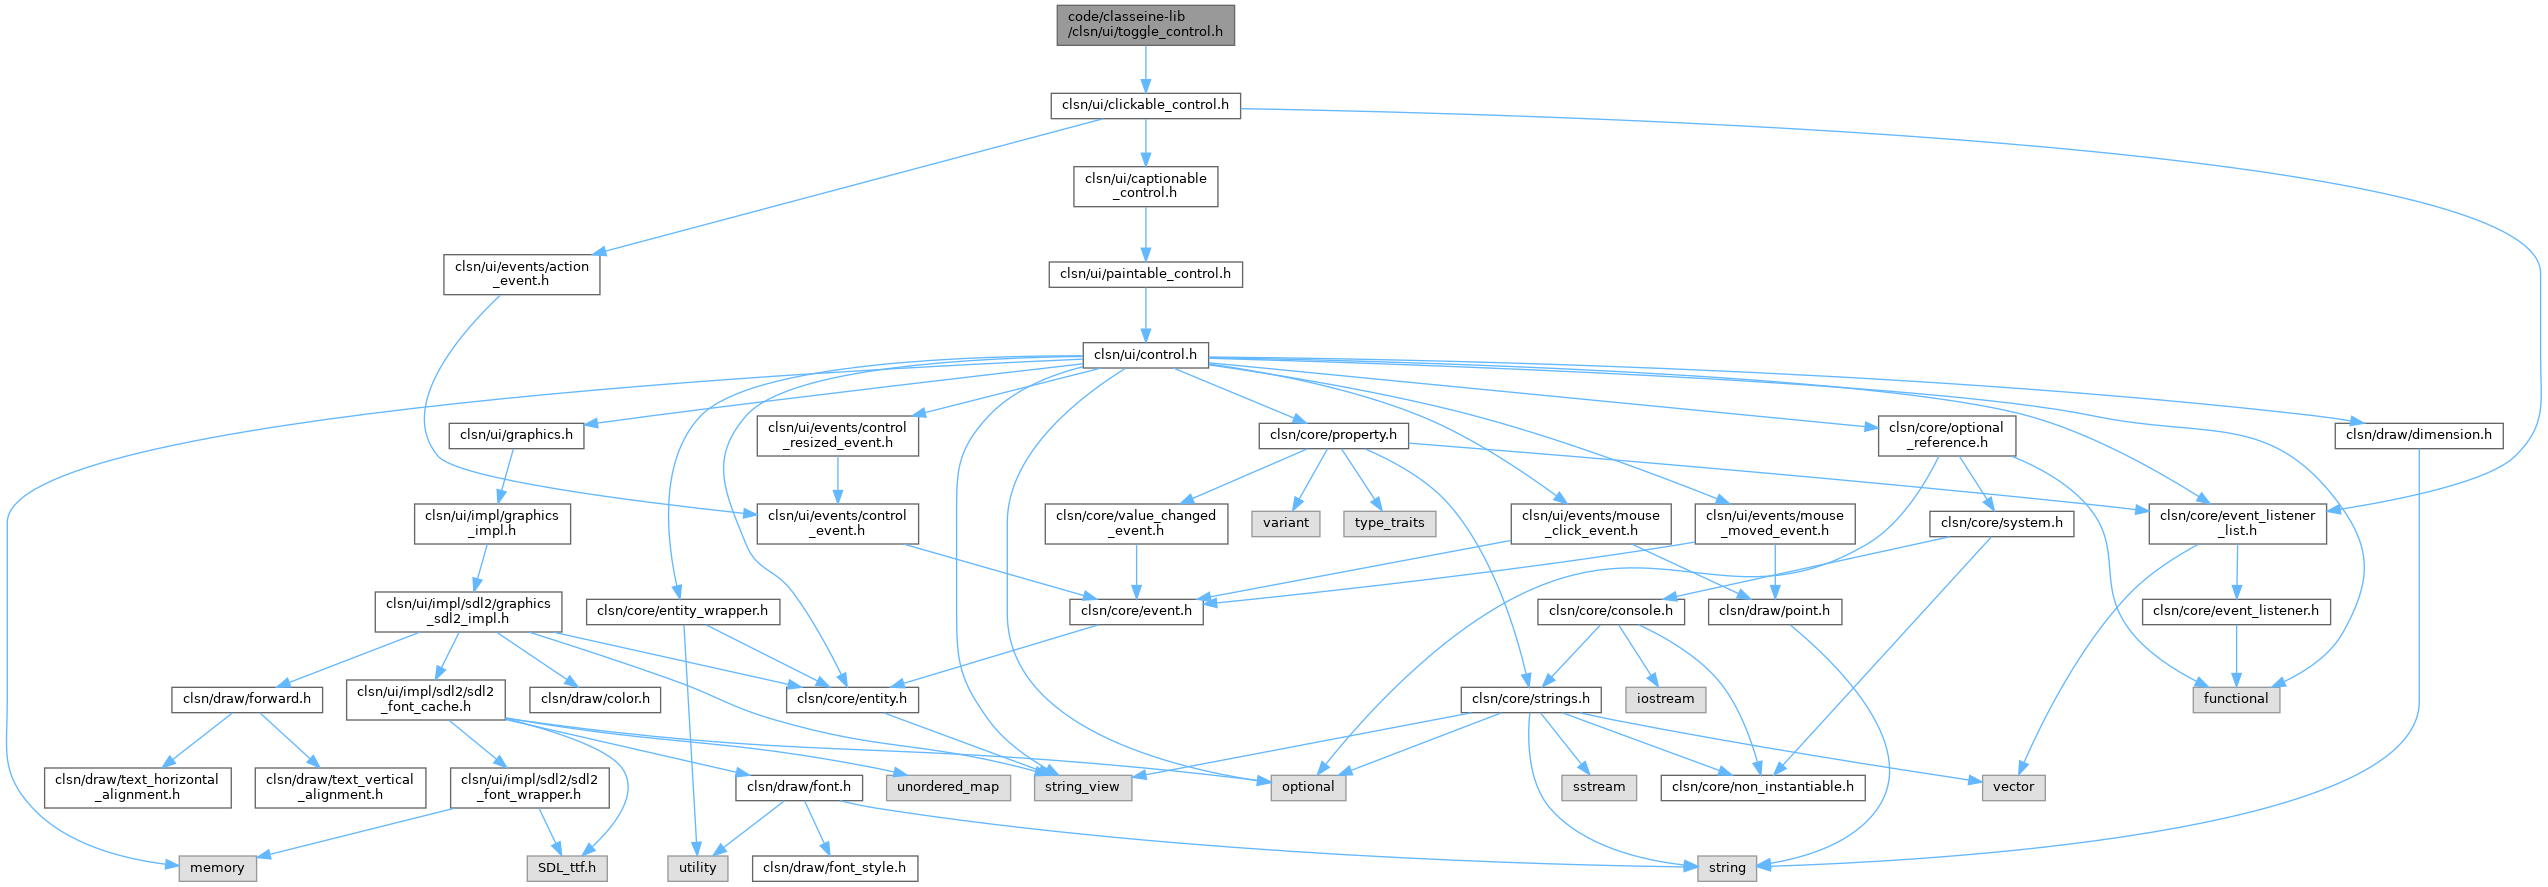 code/classeine-lib
/clsn/ui/toggle_control.h
clsn/ui/clickable_control.h
clsn/ui/captionable
_control.h
clsn/ui/events/action
_event.h
clsn/ui/paintable_control.h
clsn/ui/control.h
clsn/ui/graphics.h
clsn/ui/events/control
_resized_event.h
clsn/core/property.h
clsn/core/optional
_reference.h
clsn/draw/dimension.h
clsn/ui/impl/graphics
_impl.h
clsn/ui/events/control
_event.h
clsn/core/value_changed
_event.h
variant
type_traits
clsn/ui/events/mouse
_click_event.h
clsn/ui/events/mouse
_moved_event.h
clsn/core/system.h
clsn/core/event_listener
_list.h
clsn/ui/impl/sdl2/graphics
_sdl2_impl.h
clsn/core/entity_wrapper.h
clsn/core/event.h
clsn/core/console.h
clsn/draw/point.h
clsn/core/event_listener.h
clsn/draw/forward.h
clsn/ui/impl/sdl2/sdl2
_font_cache.h
clsn/draw/color.h
clsn/core/entity.h
clsn/core/strings.h
iostream
functional
clsn/draw/text_horizontal
_alignment.h
clsn/draw/text_vertical
_alignment.h
clsn/ui/impl/sdl2/sdl2
_font_wrapper.h
clsn/draw/font.h
unordered_map
string_view
optional
sstream
clsn/core/non_instantiable.h
vector
memory
SDL_ttf.h
utility
clsn/draw/font_style.h
string